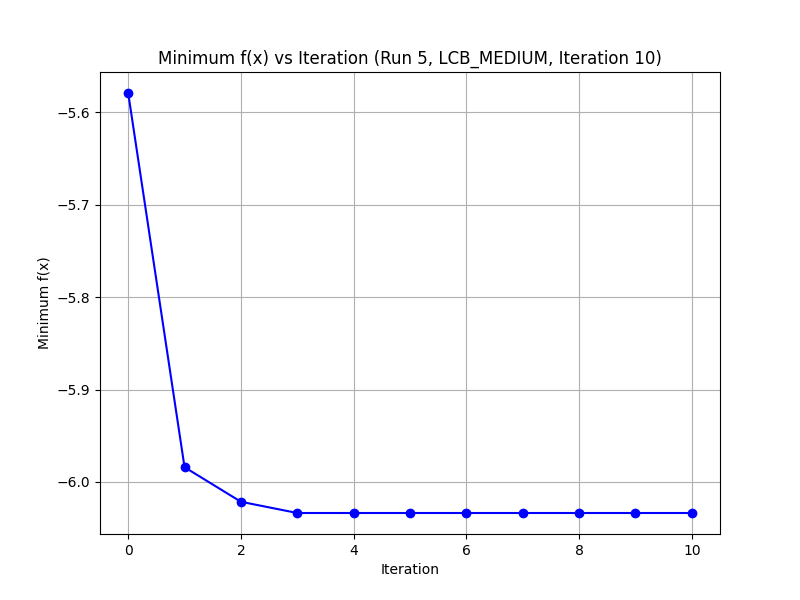 Minimum f(x) vs Iteration (Run 5, LCB_MEDIUM, Iteration 10)
−5.6
−5.7
−5.8
−5.9
−6.0
Minimum f(x)
0 2 4 6 8 10
Iteration